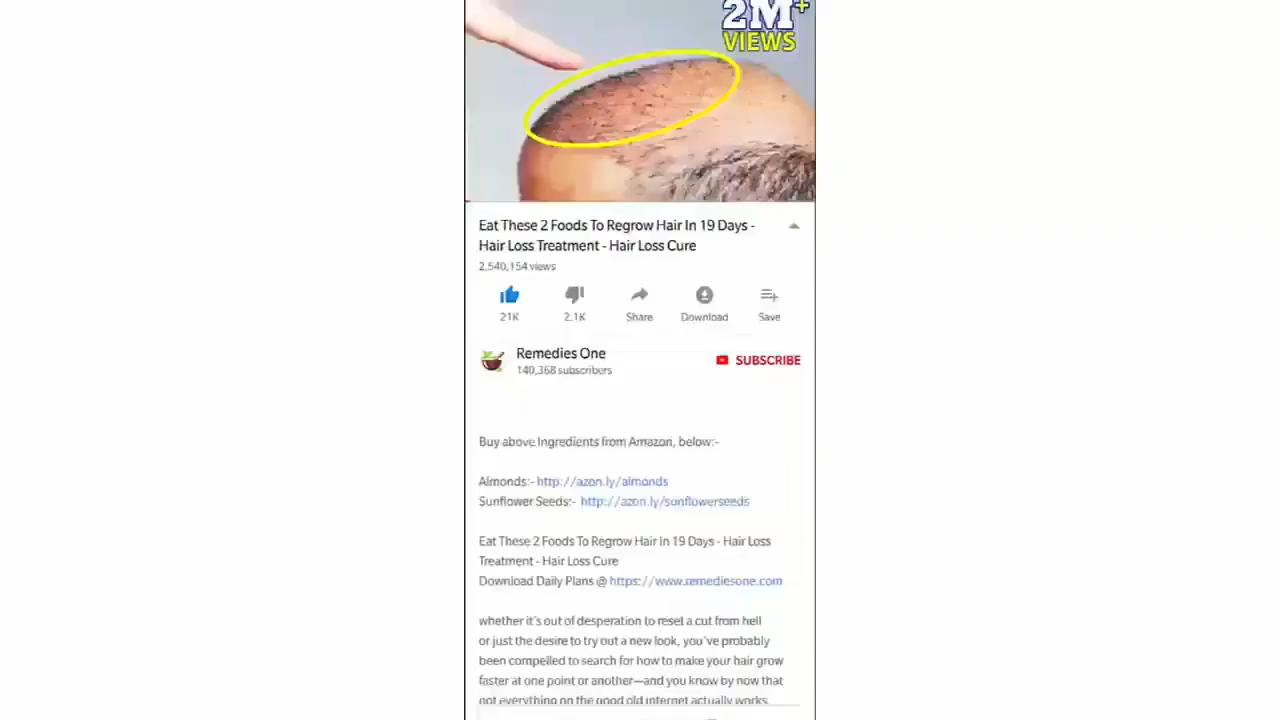 2M+
VIEWS
Eat These 2 Foods To Regrow Hair In 19 Days -
Hair Loss Treatment - Hair Loss Cure
2,540,154 views
21K
2.1K
Share
Download
Save
Remedies One
140,368 subscribers
SUBSCRIBE
Buy above Ingredients from Amazon, below:-
Almonds:- http://azon.ly/almonds
Sunflower Seeds:- http://azon.ly/sunflowerseeds
Eat These 2 Foods To Regrow Hair In 19 Days - Hair Loss
Treatment - Hair Loss Cure
Download Daily Plans @ https://www.remediesone.com
whether it's out of desperation to reset a cut from hell
or just the desire to try out a new look, you've probably
been compelled to search for how to make your hair grow
faster at one point or another—and you know by now that
not everything on the good old internet actually works